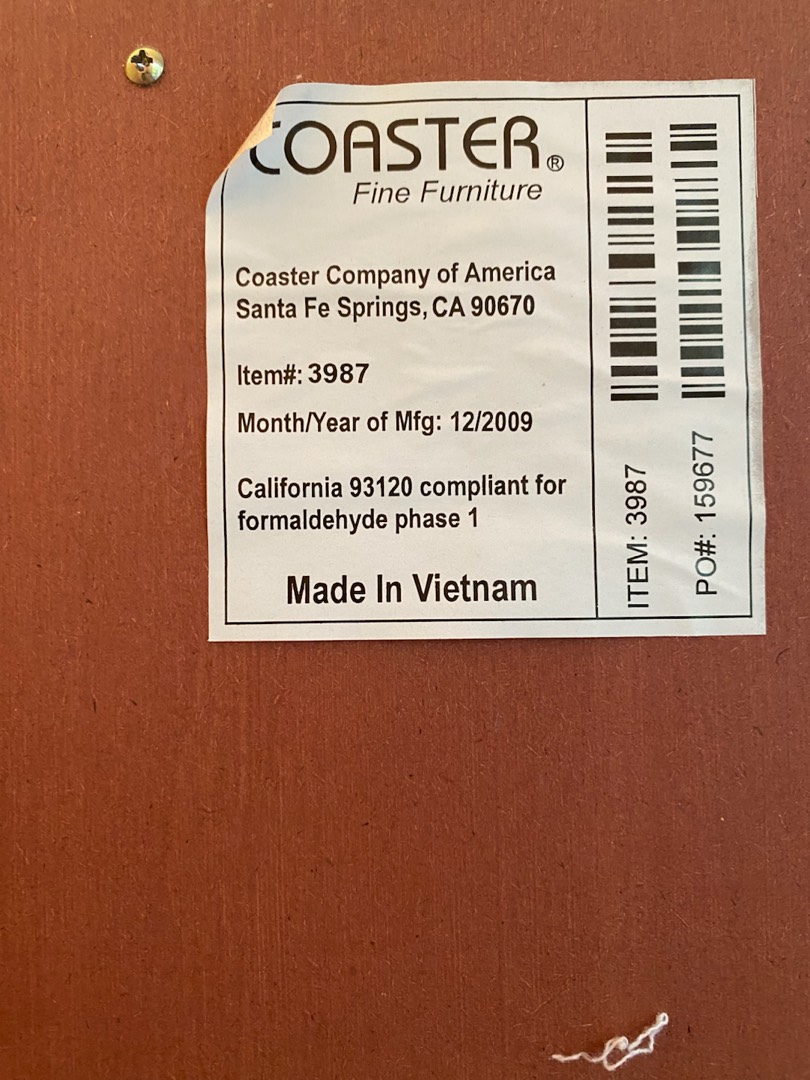 COASTER®
Fine Furniture
Coaster Company of America
Santa Fe Springs, CA 90670
Item#: 3987
Month/Year of Mfg: 12/2009
California 93120 compliant for
formaldehyde phase 1
Made In Vietnam
ITEM: 3987
PO#: 159677